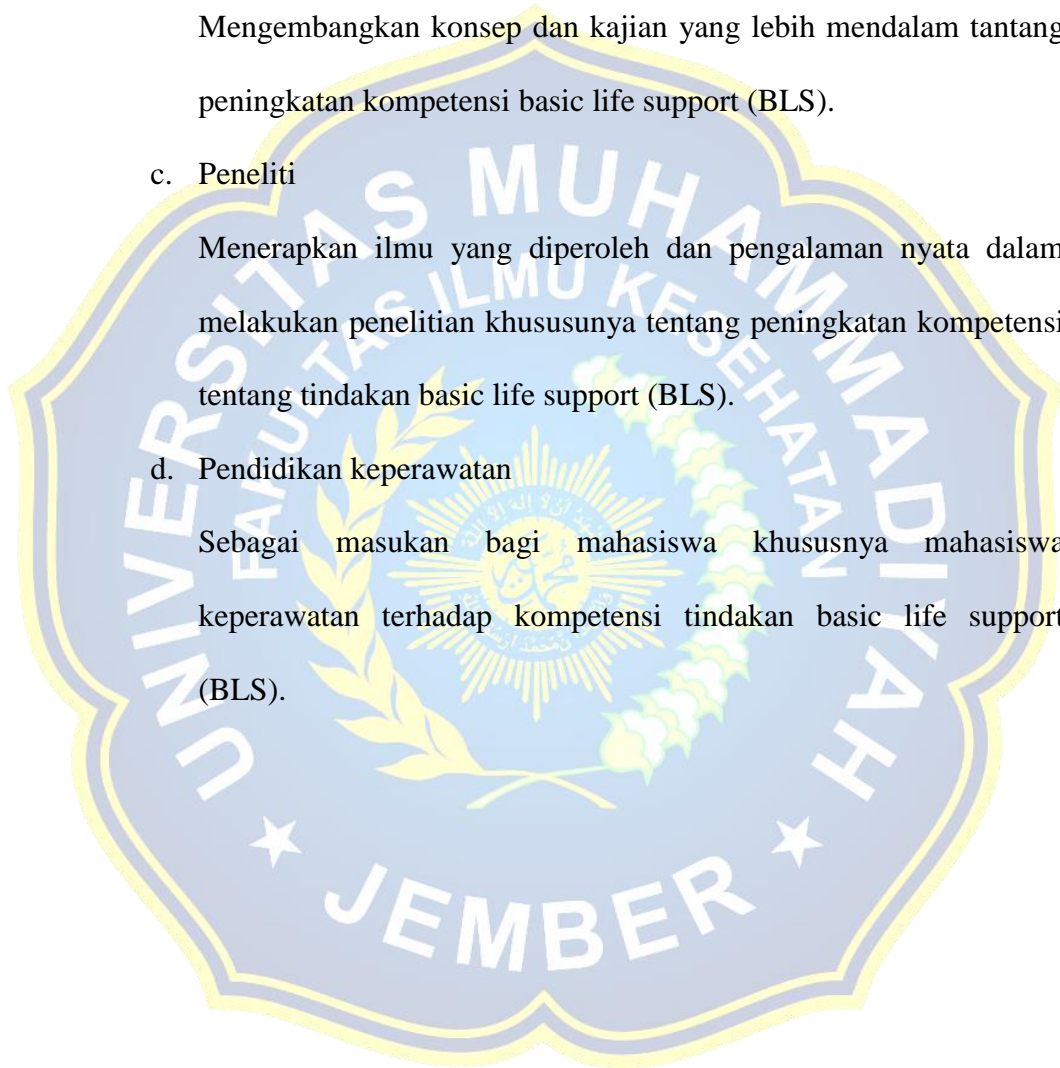 Mengembangkan konsep dan kajian yang lebih mendalam tantang
peningkatan kompetensi basic life support (BLS).
c. Peneliti
Menerapkan ilmu yang diperoleh dan pengalaman nyata dalam
melakukan penelitian khususunya tentang peningkatan kompetensi
tentang tindakan basic life support (BLS).
d. Pendidikan keperawatan
Sebagai masukan bagi mahasiswa khususnya mahasiswa
keperawatan terhadap kompetensi tindakan basic life support
(BLS).
UNIVERSITAS MUHAMMADIYAH
FAKULTAS ILMU KESEHATAN
JEMBER